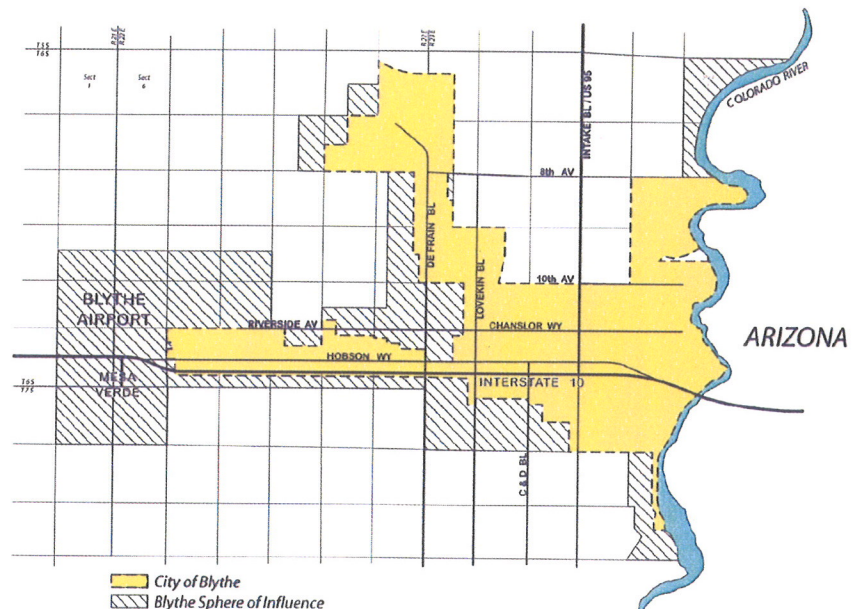 R21E
R22E
R22E
R23E
T5S
T6S
Sect
1
Sect
6
INTAKE BL / US 95
COLORADO RIVER
8th AV
DE FRAIN BL
LOVEKIN BL
10th AV
BLYTHE
AIRPORT
RIVERSIDE AV
CHANSLOR WY
ARIZONA
HOBSON WY
MESA
VERDE
INTERSTATE 10
T6S
T7S
C & D BL
City of Blythe
Blythe Sphere of Influence